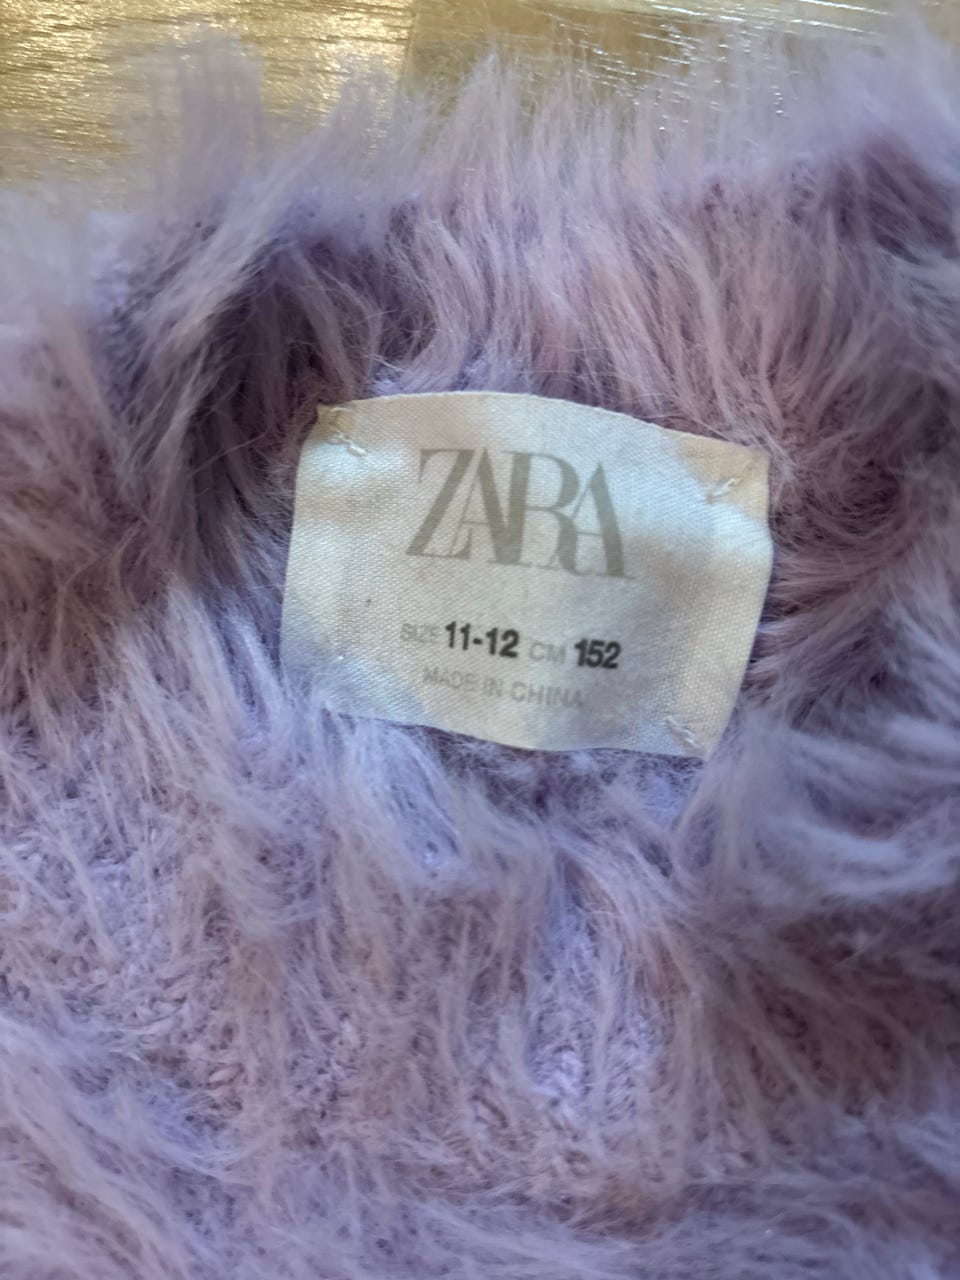 ZARA
SIZE 11-12 CM 152
MADE IN CHINA